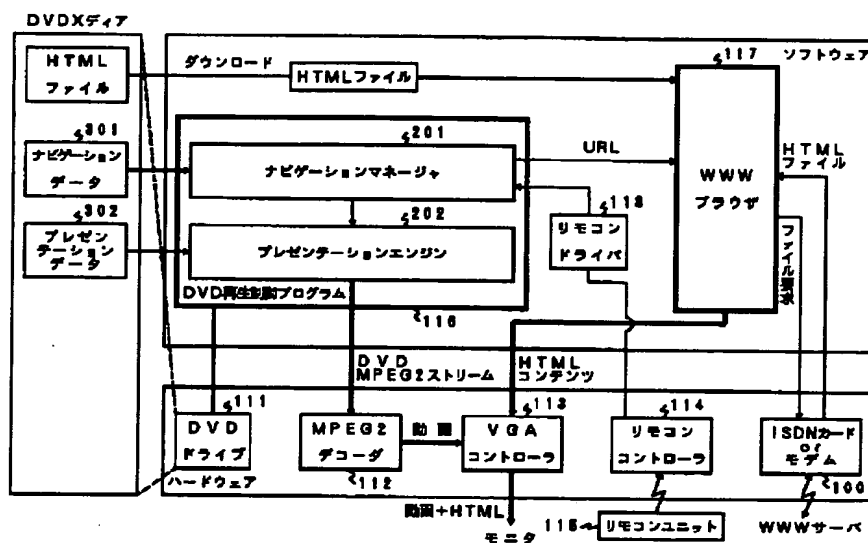 DVDメディア
HTML
ファイル
ダウンロード
HTMLファイル
117
ソフトウェア
301
ナビゲーション
データ
201
ナビゲーションマネージャ
URL
HTML
ファイル
WWW
ブラウザ
302
プレゼン
テーションデータ
202
プレゼンテーションエンジン
118
リモコン
ドライバ
ファイル要求
DVD再生制御プログラム
116
DVD
MPEG2ストリーム
HTML
コンテンツ
111
DVD
ドライブ
MPEG2
デコーダ
112
動画
113
VGA
コントローラ
114
リモコン
コントローラ
ISDNカード
or
モデム
100
ハードウェア
動画+HTML
モニタ
115
リモコンユニット
WWWサーバ